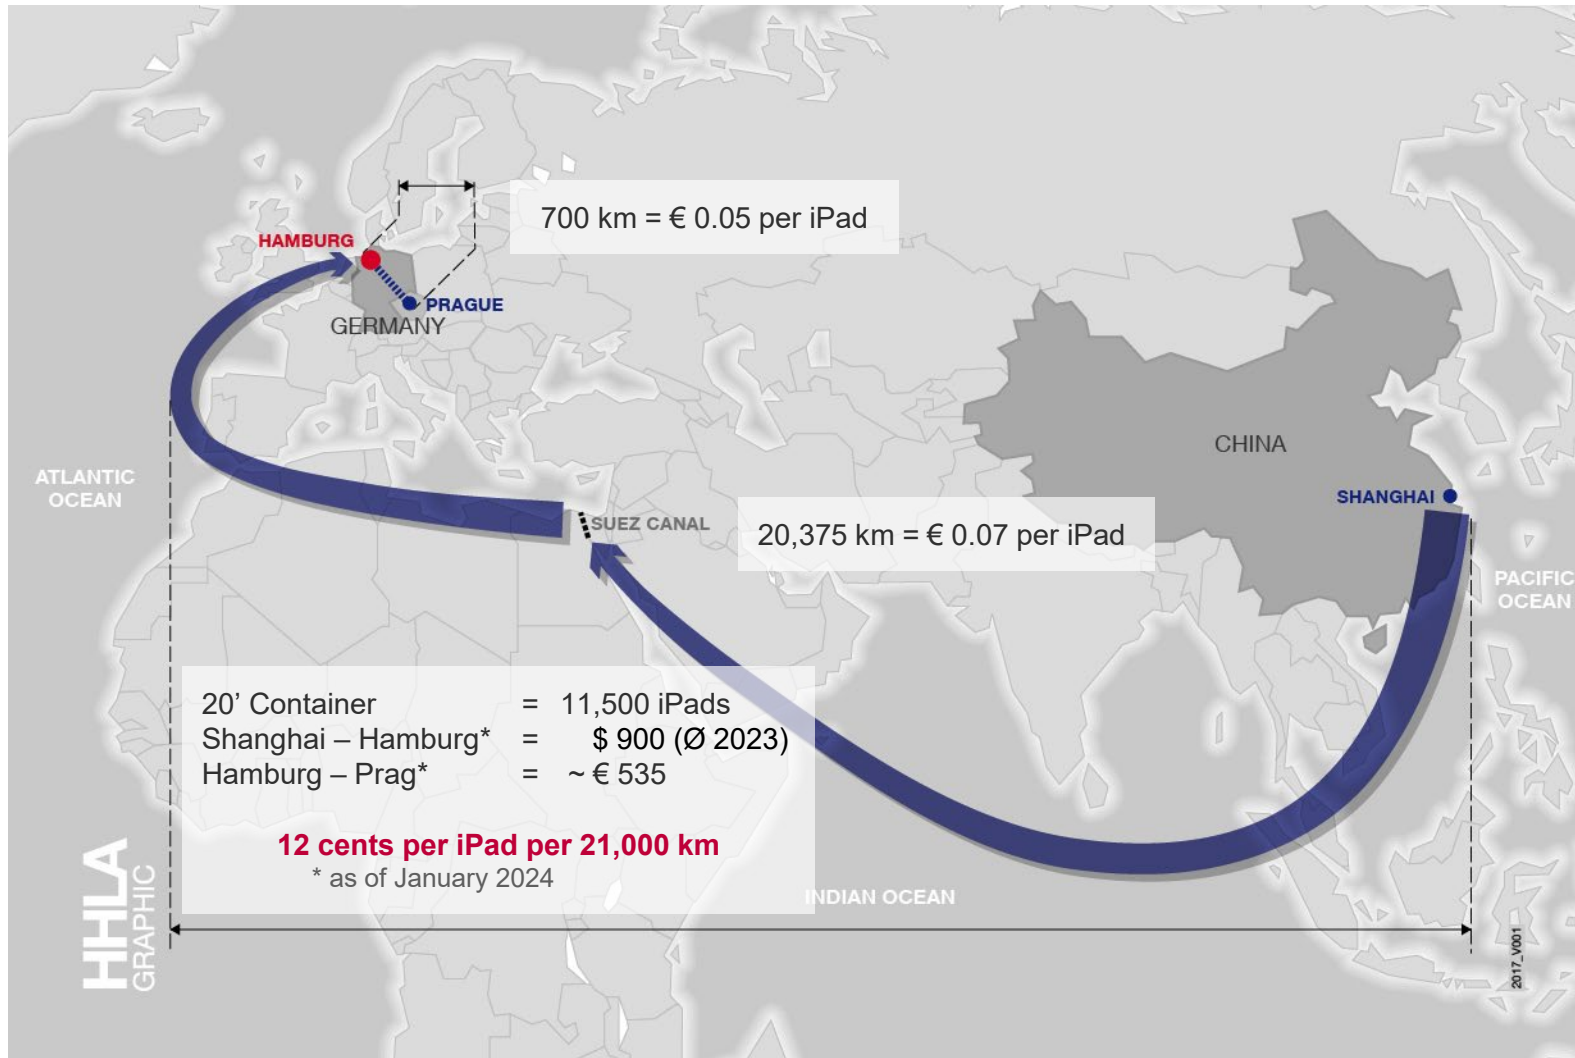 700 km = € 0.05 per iPad
HAMBURG
PRAGUE
GERMANY
CHINA
ATLANTIC
OCEAN
SHANGHAI
SUEZ CANAL
20,375 km = € 0.07 per iPad
PACIFIC
OCEAN
20’ Container = 11,500 iPads
Shanghai – Hamburg* = $ 900 (Ø 2023)
Hamburg – Prag* = ~ € 535
12 cents per iPad per 21,000 km
* as of January 2024
INDIAN OCEAN
HHLA
GRAPHIC
2017_V001